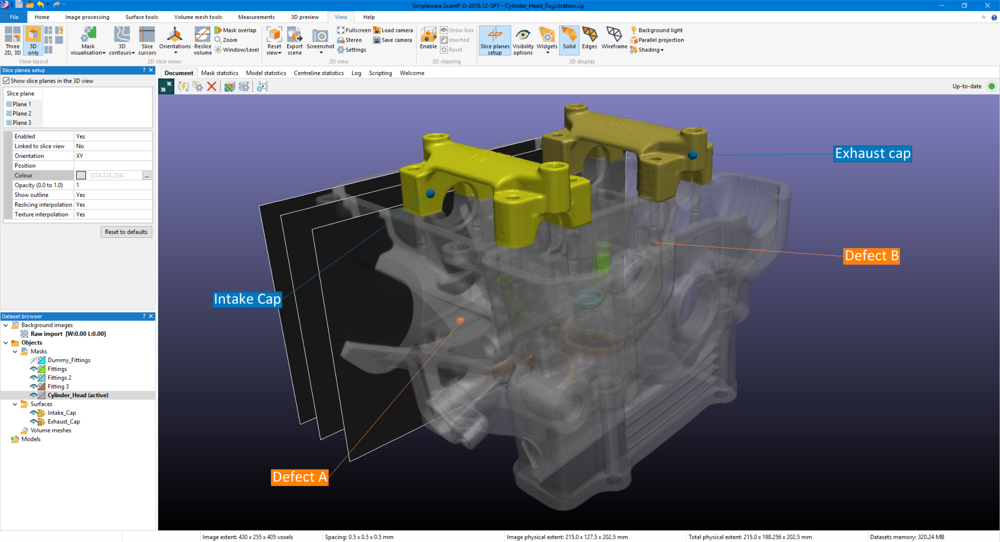 Simpleware ScanIP O-2018.12-SP1 - Cylinder_Head_Registration.sip
File Home Image processing Surface tools Volume mesh tools Measurements 3D preview View Help
Three 2D, 3D
3D only
View layout
Mask visualisation
3D contours
Slice cursors
Orientations
Reslice volume
Mask overlap
Zoom
Window/Level
2D slice views
Reset view
Export scene
Screenshot
Fullscreen
Stereo
Settings
Load camera
Save camera
3D view
Enable
Show box
Inverted
Reset
3D clipping
Slice planes setup
Visibility options
Widgets
Solid
Edges
Wireframe
Background light
Parallel projection
Shading
3D display
Slice planes setup ?
Show slice planes in the 3D view
Slice plane
Plane 1
Plane 2
Plane 3
Enabled Yes
Linked to slice view No
Orientation XY
Position
Colour (224,224,224) ...
Opacity (0.0 to 1.0) 1
Show outline Yes
Reslicing interpolation Yes
Texture interpolation Yes
Reset to defaults
Dataset browser ?
Background images
Raw import [W:0.00 L:0.00]
Objects
Masks
Dummy_Fittings
Fittings
Fittings 2
Fitting 3
Cylinder_Head (active)
Surfaces
Intake_Cap
Exhaust_Cap
Volume meshes
Models
Document Mask statistics Model statistics Centreline statistics Log Scripting Welcome
Up-to-date
Exhaust cap
Defect B
Intake Cap
Defect A
IN
Image extent: 430 x 255 x 405 voxels
Spacing: 0.5 x 0.5 x 0.5 mm
Image physical extent: 215.0 x 127.5 x 202.5 mm
Total physical extent: 215.0 x 198.256 x 202.5 mm
Datasets memory: 320.24 MB